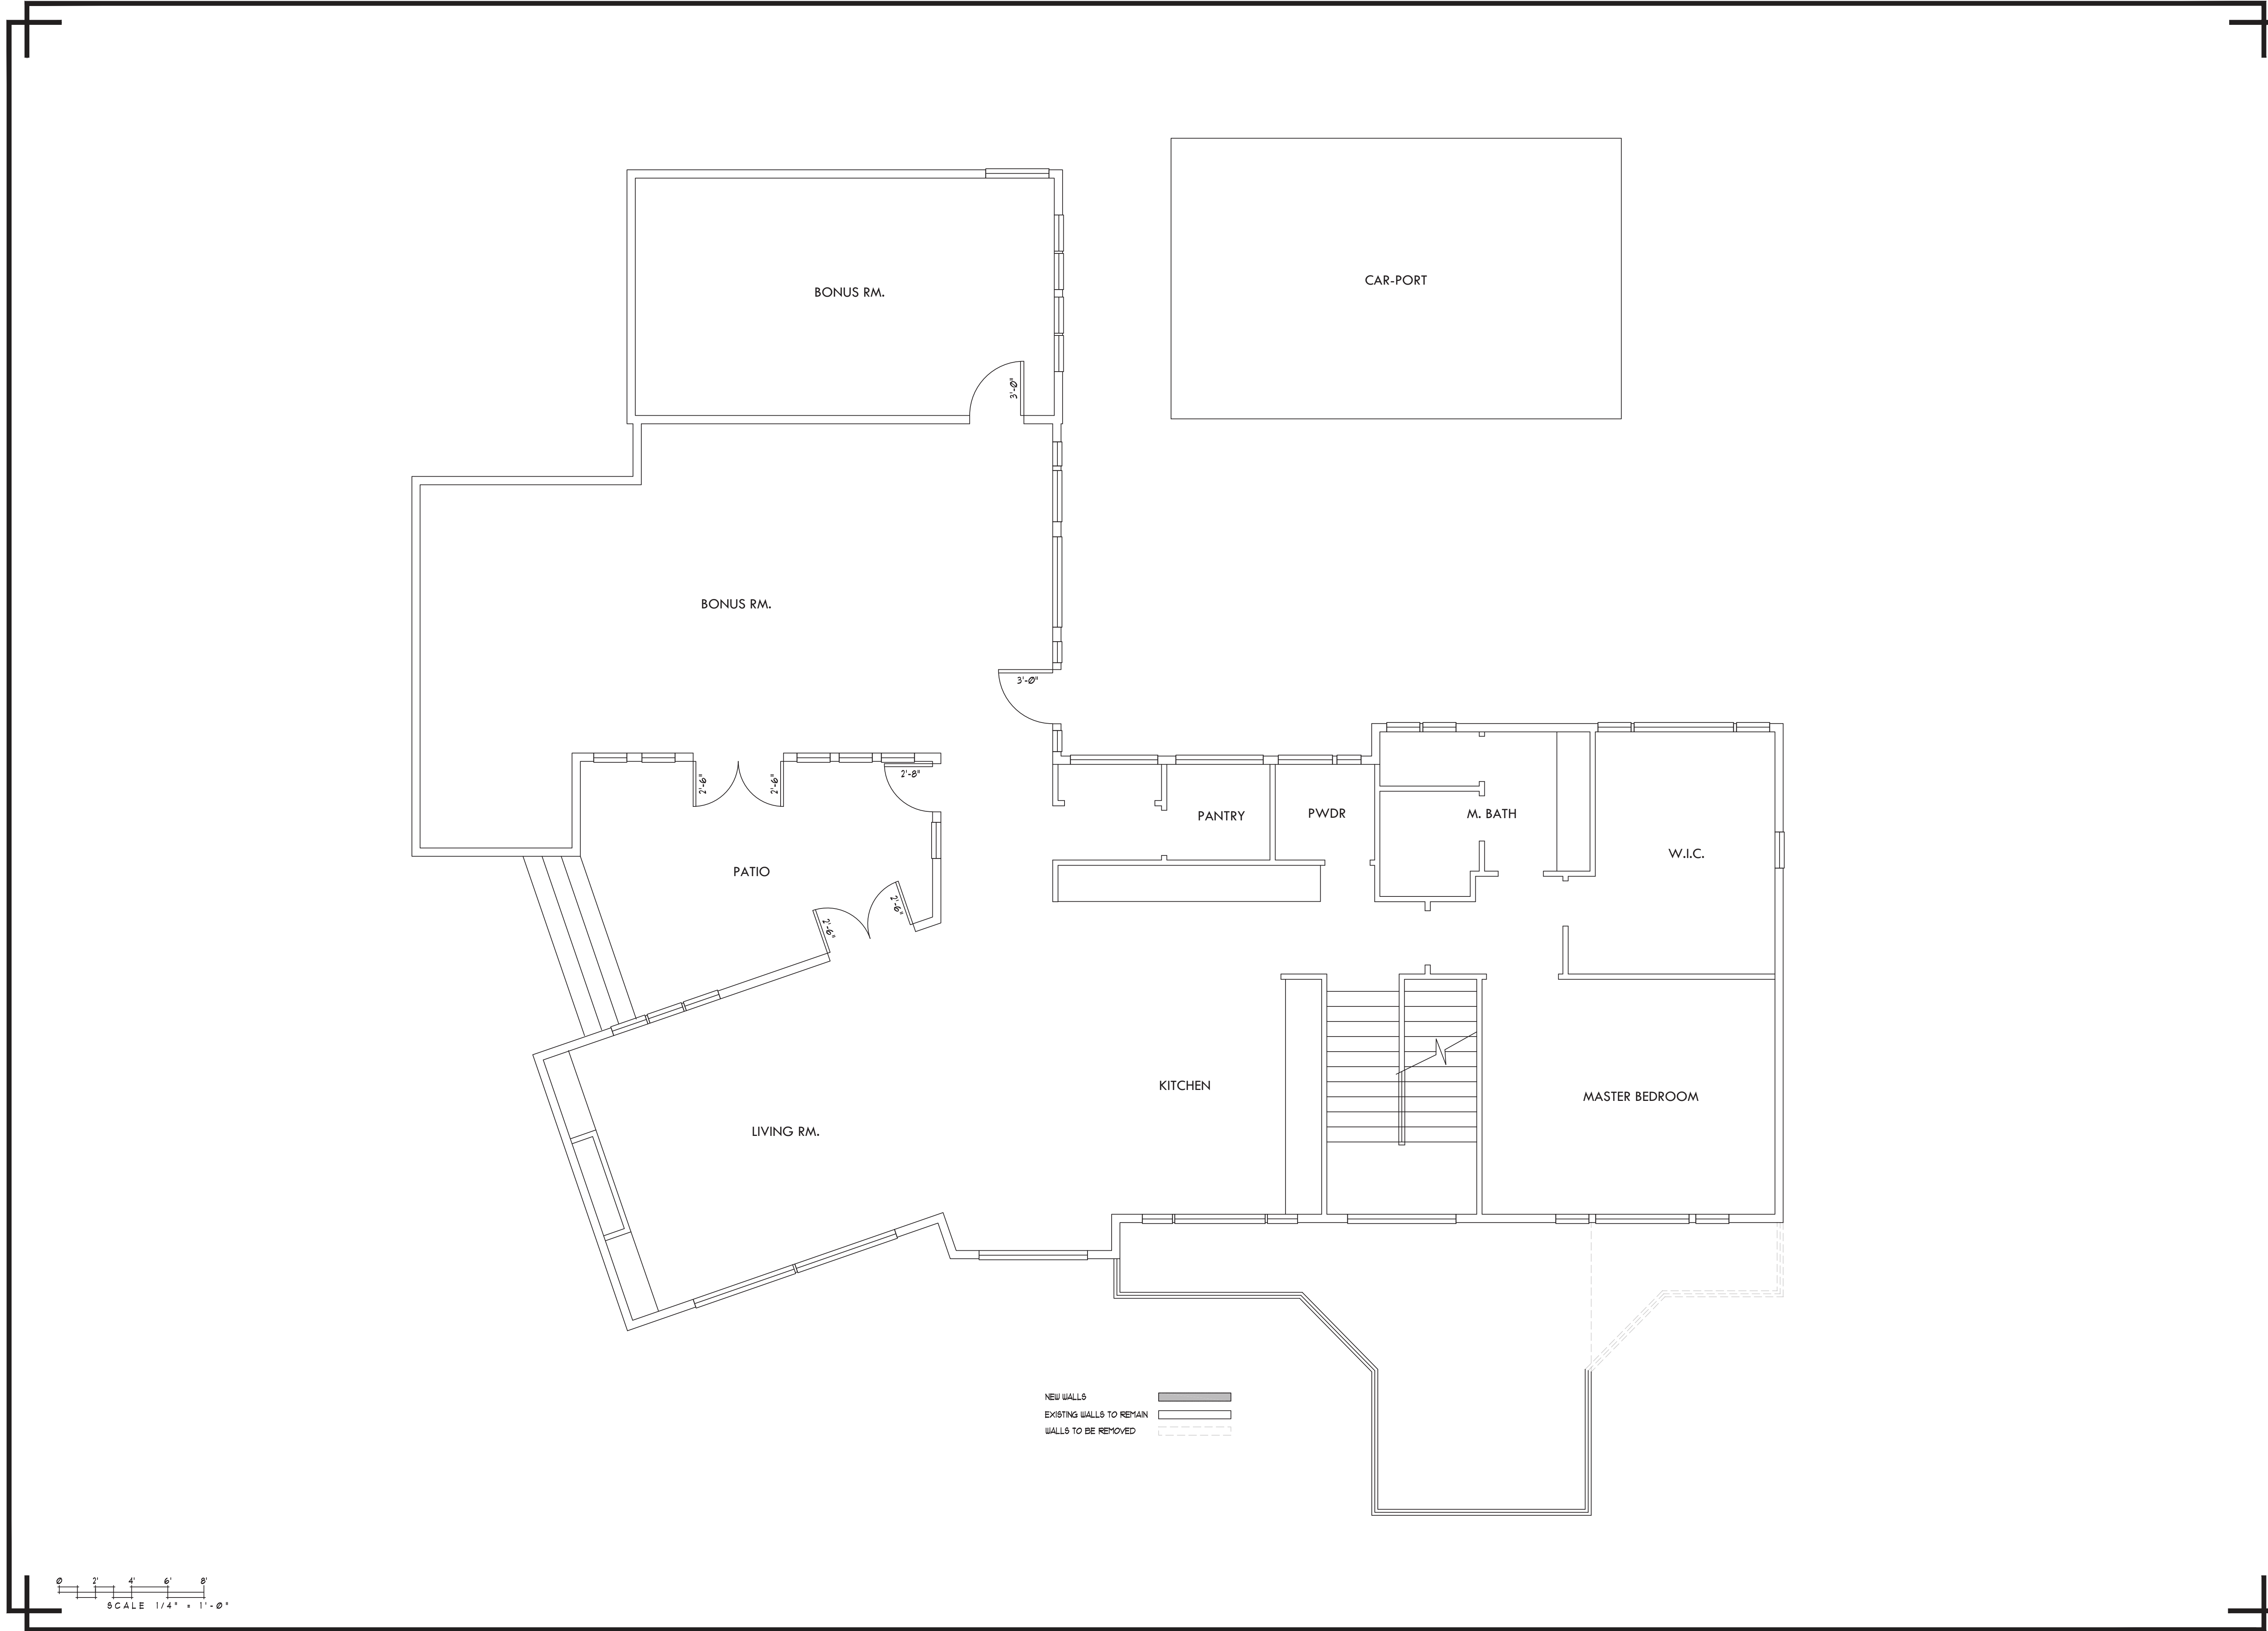 CAR-PORT
BONUS RM.
3'-0"
BONUS RM.
3'-0"
2'-6"
2'-6"
2'-8"
PANTRY
PWDR
M. BATH
W.I.C.
PATIO
2'-6"
2'-6"
KITCHEN
MASTER BEDROOM
LIVING RM.
NEW WALLS
EXISTING WALLS TO REMAIN
WALLS TO BE REMOVED
0 2' 4' 6' 8'
SCALE 1/4" = 1'-0"